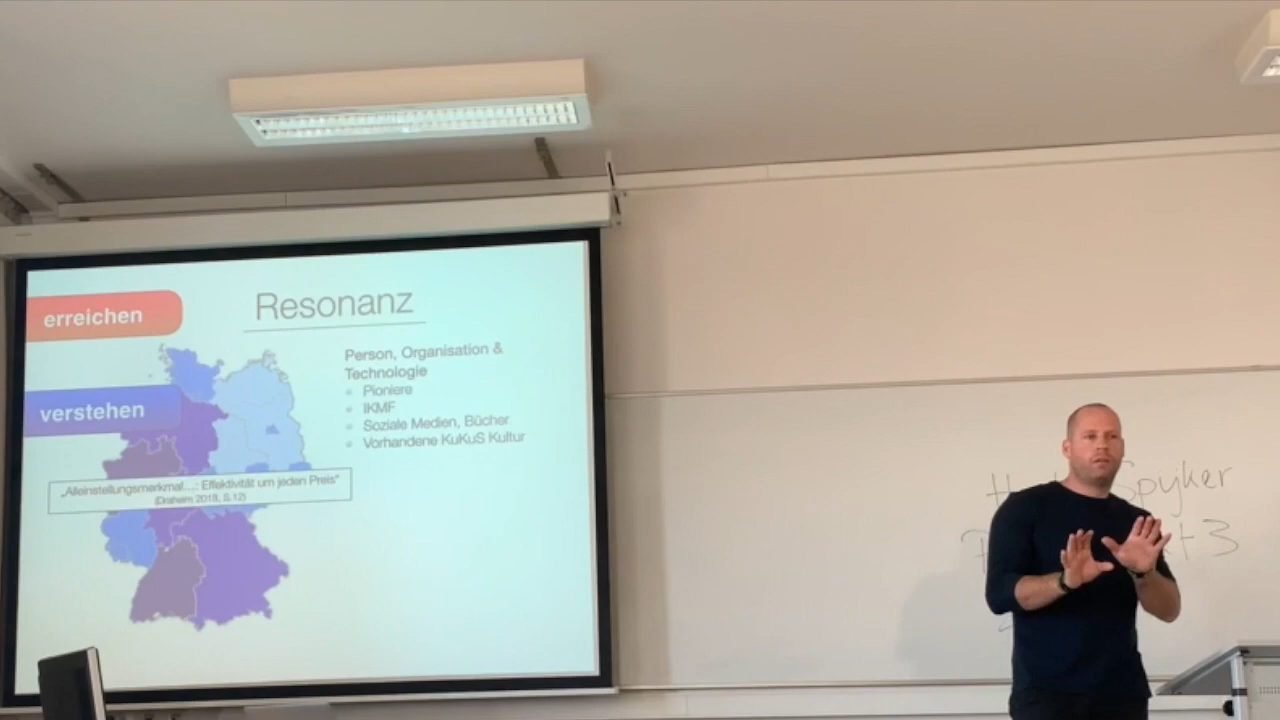 erreichen
Resonanz
Person, Organisation &
Technologie
Pioniere
IKMF
Soziale Medien, Bücher
Vorhandene KuKuS Kultur
verstehen
„Alleinstellungsmerkmal...: Effektivität um jeden Preis"
(Draheim 2018, S.12)
Spyker
3